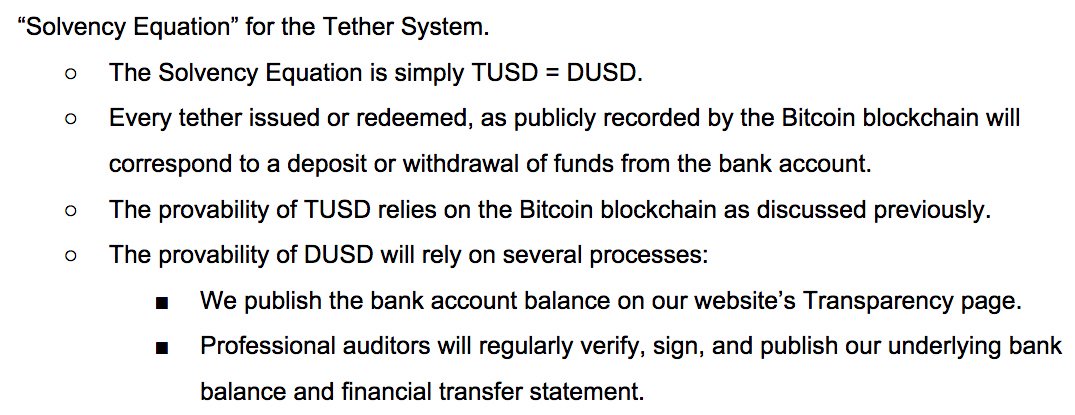 “Solvency Equation” for the Tether System.
○ The Solvency Equation is simply TUSD = DUSD.
○ Every tether issued or redeemed, as publicly recorded by the Bitcoin blockchain will
correspond to a deposit or withdrawal of funds from the bank account.
○ The provability of TUSD relies on the Bitcoin blockchain as discussed previously.
○ The provability of DUSD will rely on several processes:
■ We publish the bank account balance on our website’s Transparency page.
■ Professional auditors will regularly verify, sign, and publish our underlying bank
balance and financial transfer statement.